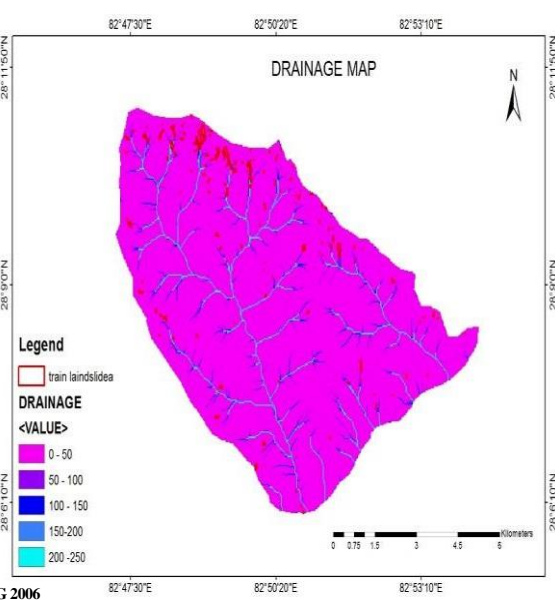 82°47'30"E 82°50'20"E 82°53'10"E
28°11'50"N 28°11'50"N
DRAINAGE MAP
N
28°9'0"N 28°9'0"N
Legend
train laindslidea
DRAINAGE
<VALUE>
0 - 50
50 - 100
100 - 150
150-200
200 -250
28°6'10"N 28°6'10"N
Kilometers
0 0.75 1.5 3 4.5 6
82°47'30"E 82°50'20"E 82°53'10"E
G 2006